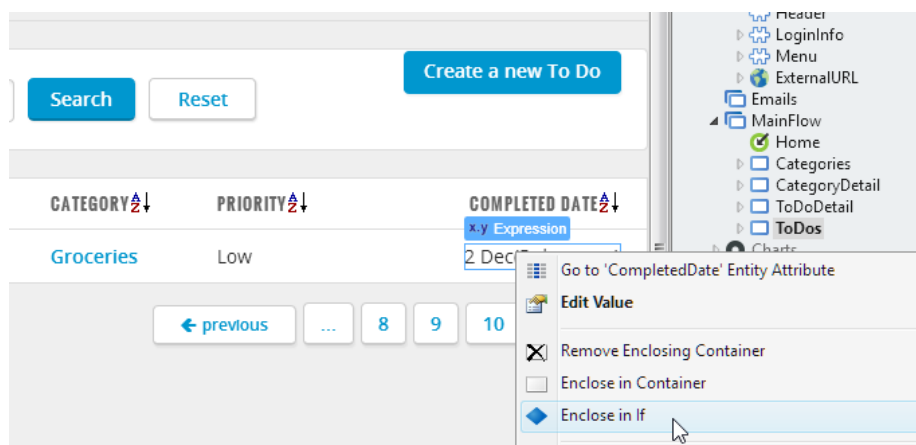 Header
LoginInfo
Menu
ExternalURL
Emails
MainFlow
Home
Categories
CategoryDetail
ToDoDetail
ToDos
Charts
Create a new To Do
Search
Reset
CATEGORY
PRIORITY
COMPLETED DATE
x.y Expression
Groceries
Low
2 Dec
previous
...
8
9
10
Go to 'CompletedDate' Entity Attribute
Edit Value
Remove Enclosing Container
Enclose in Container
Enclose in If